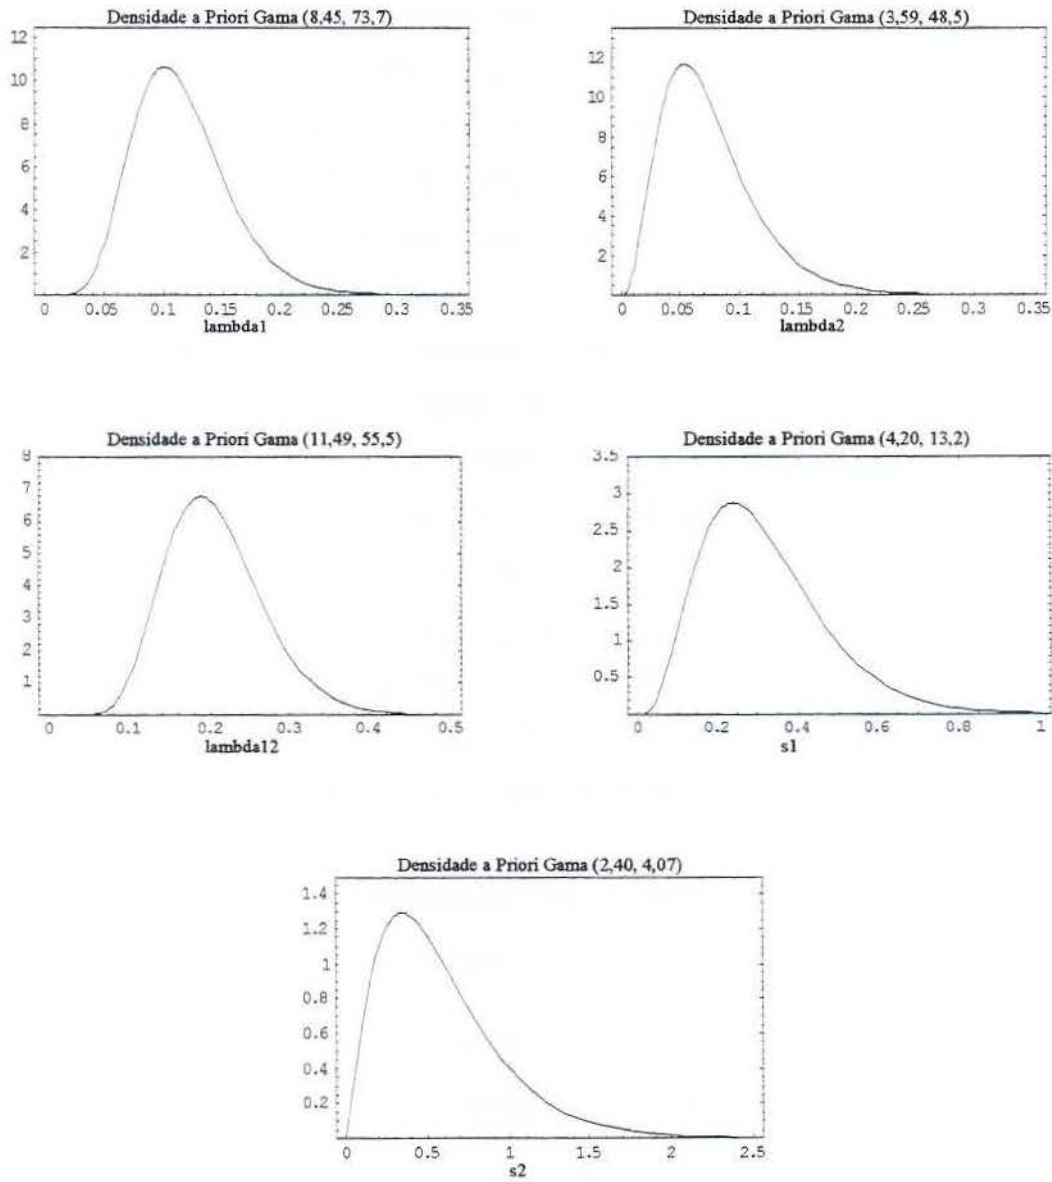 Densidade a Priori Gama (8,45, 73,7)
12
10
8
6
4
2
0 0.05 0.1 0.15 0.2 0.25 0.3 0.35
lambda1
Densidade a Priori Gama (3,59, 48,5)
12
10
8
6
4
2
0 0.05 0.1 0.15 0.2 0.25 0.3 0.35
lambda2
Densidade a Priori Gama (11,49, 55,5)
8
7
6
5
4
3
2
1
0 0.1 0.2 0.3 0.4 0.5
lambda12
Densidade a Priori Gama (4,20, 13,2)
3.5
3
2.5
2
1.5
1
0.5
0 0.2 0.4 0.6 0.8 1
s1
Densidade a Priori Gama (2,40, 4,07)
1.4
1.2
1
0.8
0.6
0.4
0.2
0 0.5 1 1.5 2 2.5
s2